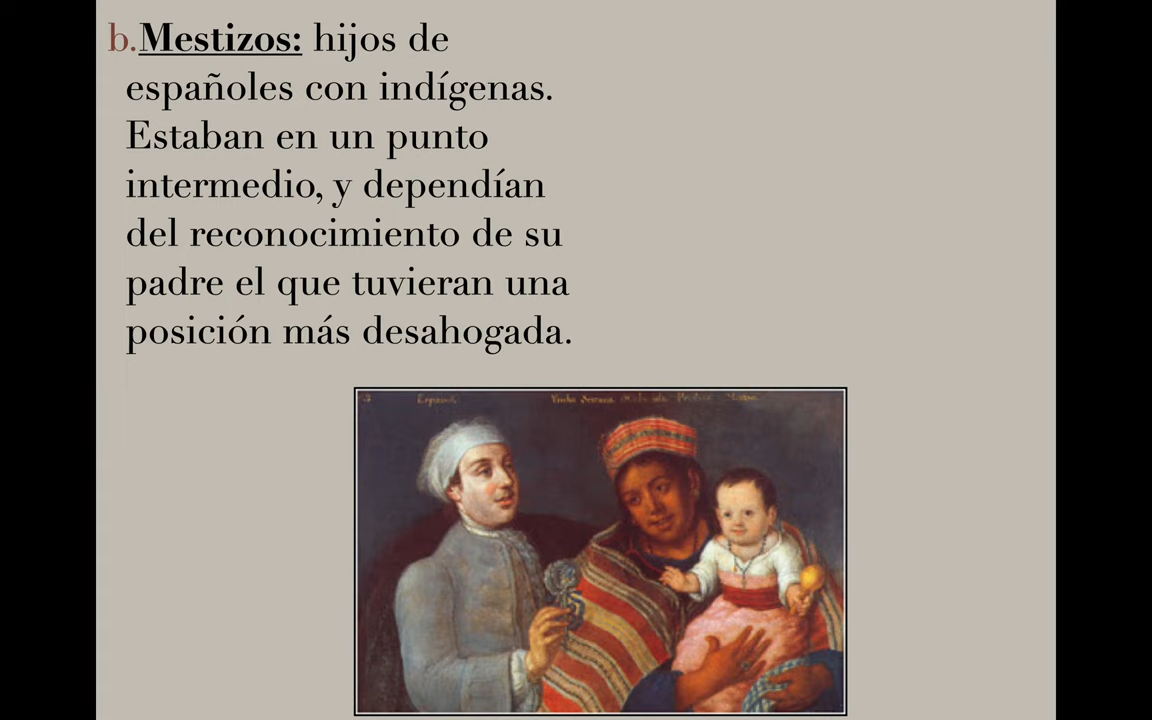 b.Mestizos: hijos de
españoles con indígenas.
Estaban en un punto
intermedio, y dependían
del reconocimiento de su
padre el que tuvieran una
posición más desahogada.